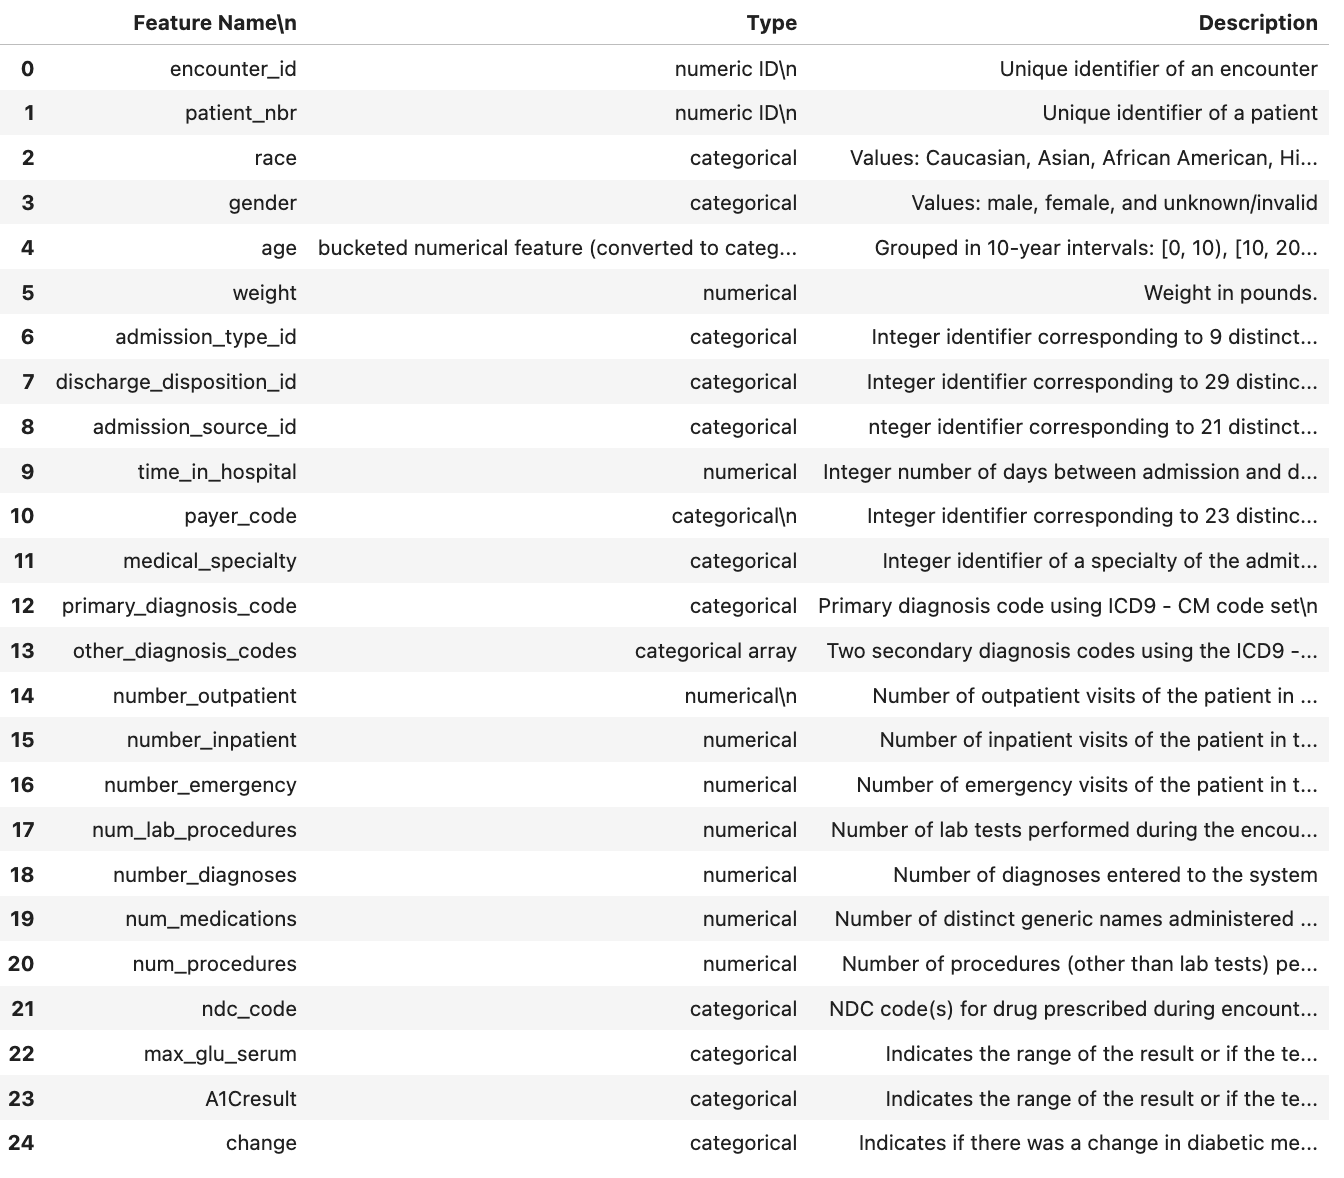 Feature Name\n Type Description
0 encounter_id numeric ID\n Unique identifier of an encounter
1 patient_nbr numeric ID\n Unique identifier of a patient
2 race categorical Values: Caucasian, Asian, African American, Hi...
3 gender categorical Values: male, female, and unknown/invalid
4 age bucketed numerical feature (converted to categ... Grouped in 10-year intervals: [0, 10), [10, 20...
5 weight numerical Weight in pounds.
6 admission_type_id categorical Integer identifier corresponding to 9 distinct...
7 discharge_disposition_id categorical Integer identifier corresponding to 29 distinc...
8 admission_source_id categorical nteger identifier corresponding to 21 distinct...
9 time_in_hospital numerical Integer number of days between admission and d...
10 payer_code categorical\n Integer identifier corresponding to 23 distinc...
11 medical_specialty categorical Integer identifier of a specialty of the admit...
12 primary_diagnosis_code categorical Primary diagnosis code using ICD9 - CM code set\n
13 other_diagnosis_codes categorical array Two secondary diagnosis codes using the ICD9 -...
14 number_outpatient numerical\n Number of outpatient visits of the patient in ...
15 number_inpatient numerical Number of inpatient visits of the patient in t...
16 number_emergency numerical Number of emergency visits of the patient in t...
17 num_lab_procedures numerical Number of lab tests performed during the encou...
18 number_diagnoses numerical Number of diagnoses entered to the system
19 num_medications numerical Number of distinct generic names administered ...
20 num_procedures numerical Number of procedures (other than lab tests) pe...
21 ndc_code categorical NDC code(s) for drug prescribed during encount...
22 max_glu_serum categorical Indicates the range of the result or if the te...
23 A1Cresult categorical Indicates the range of the result or if the te...
24 change categorical Indicates if there was a change in diabetic me...